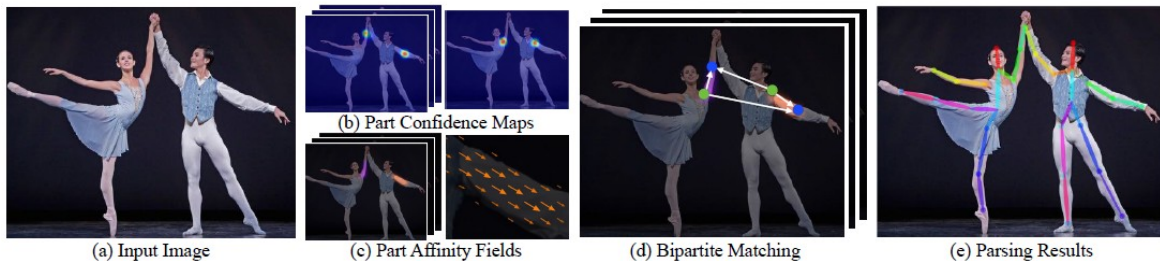 (a) Input Image
(b) Part Confidence Maps
(c) Part Affinity Fields
(d) Bipartite Matching
(e) Parsing Results